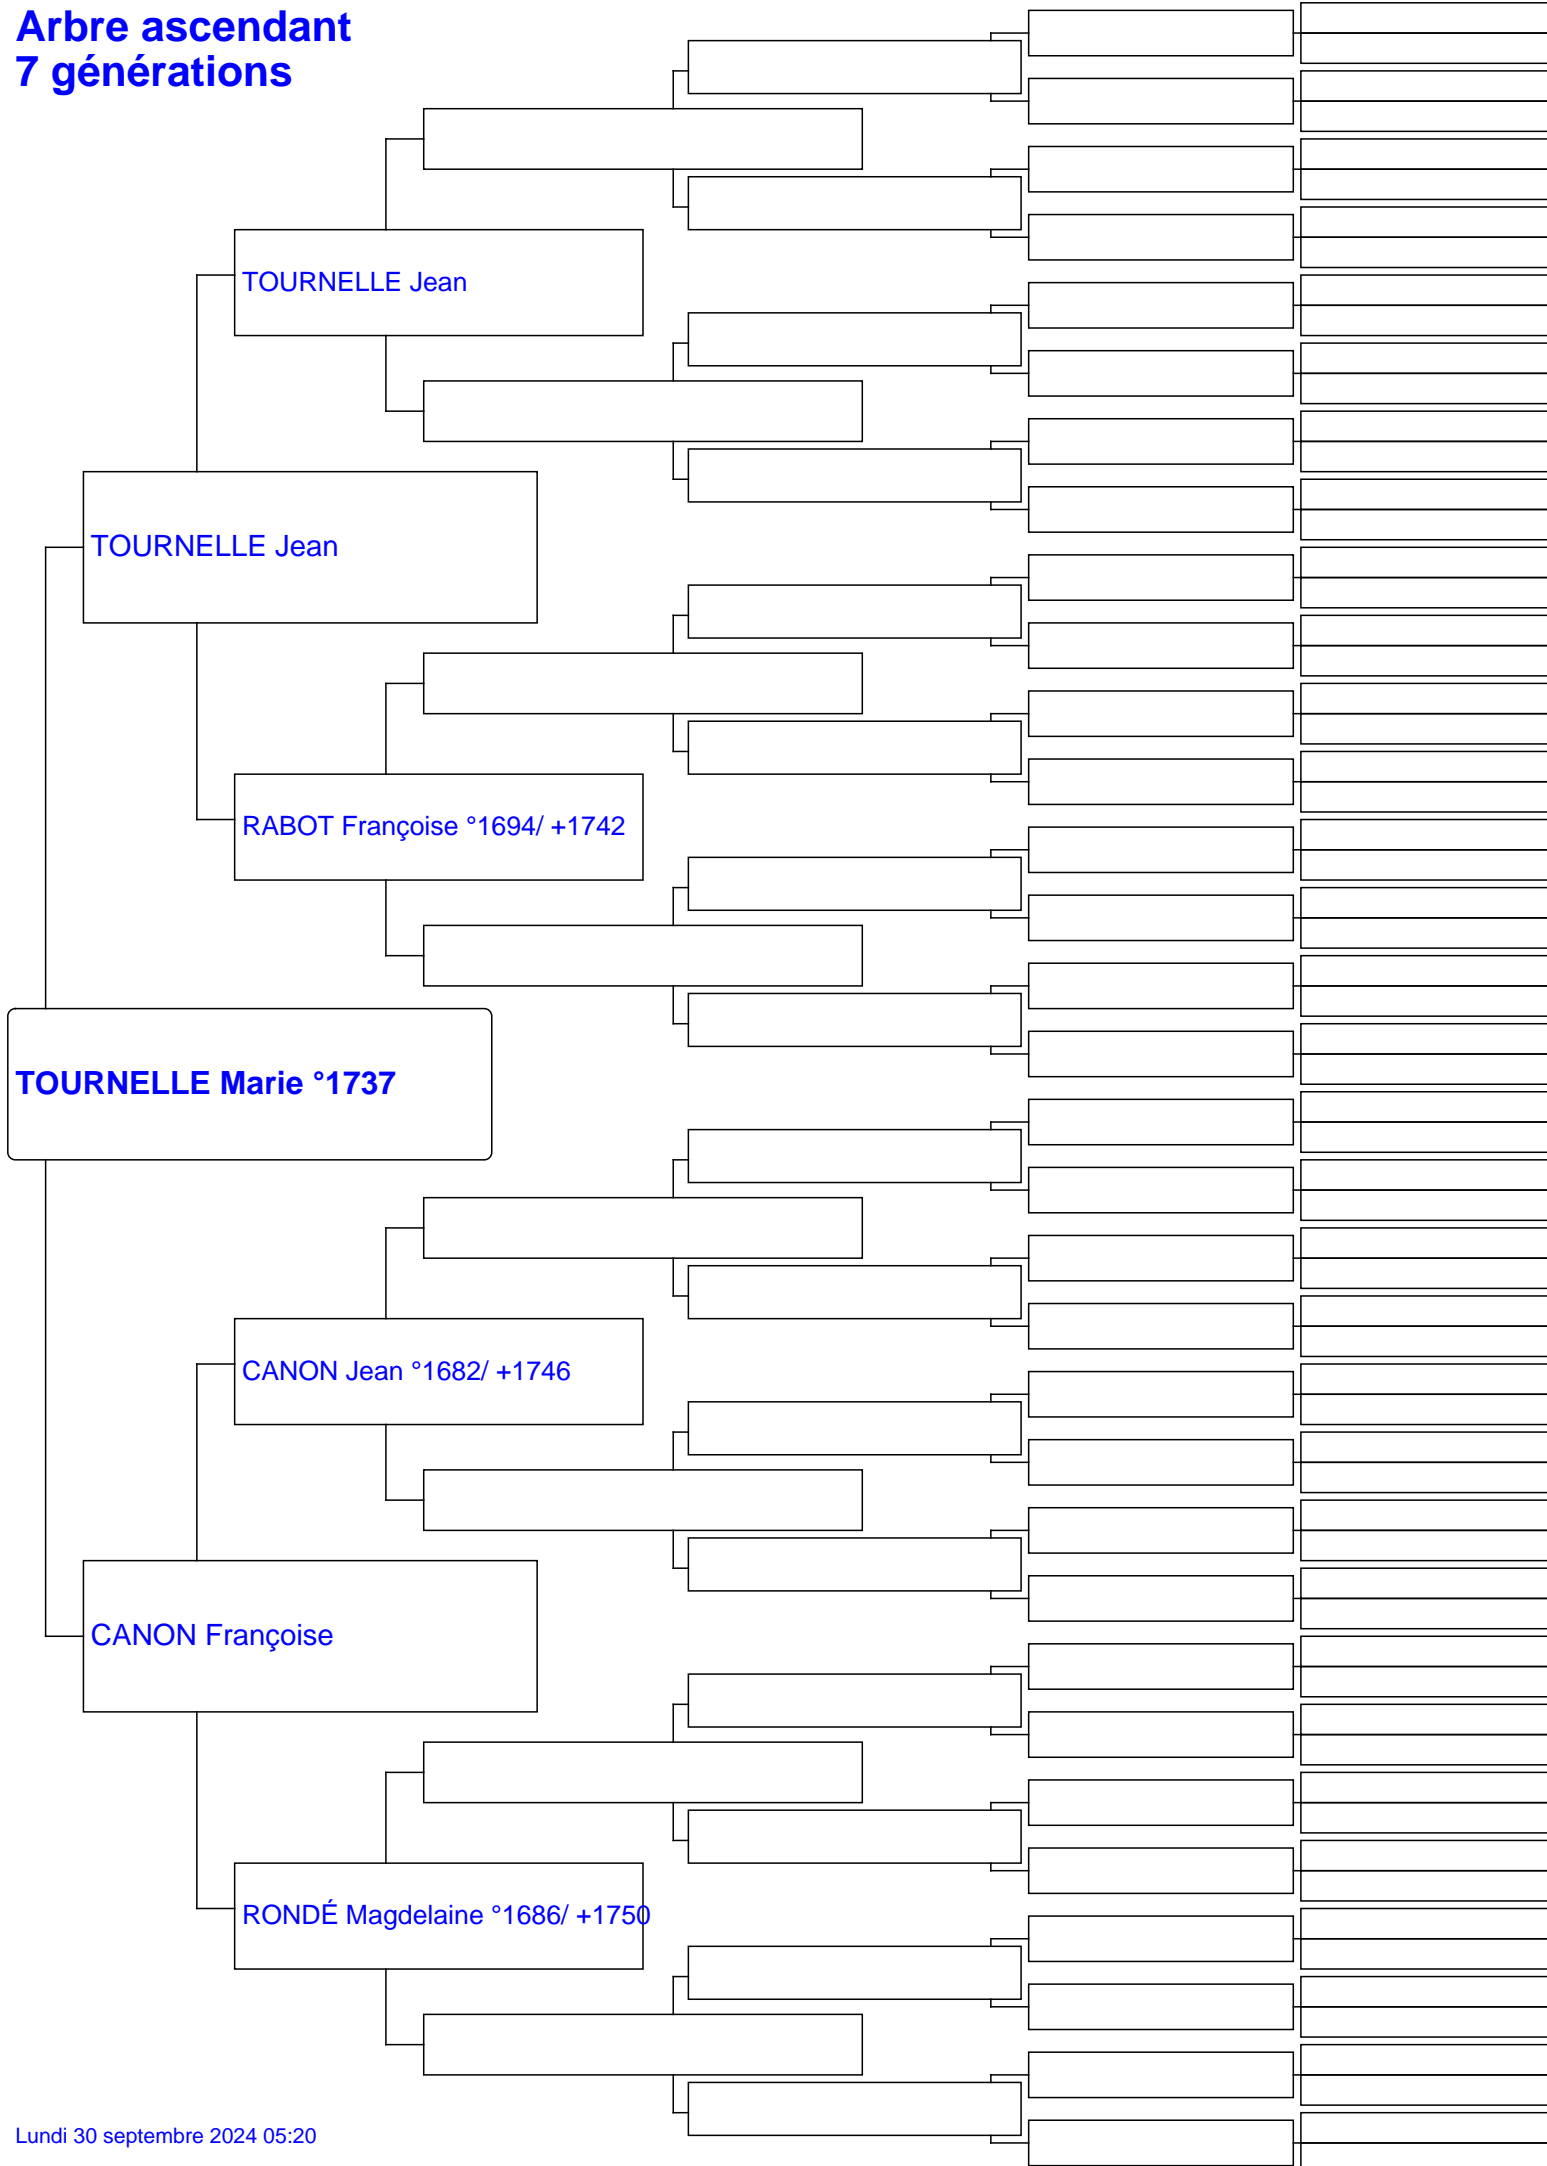 Arbre ascendant
7 générations
TOURNELLE Jean
TOURNELLE Jean
RABOT Françoise °1694/ +1742
TOURNELLE Marie °1737
CANON Jean °1682/ +1746
CANON Françoise
RONDÉ Magdelaine °1686/ +1750
Lundi 30 septembre 2024 05:20